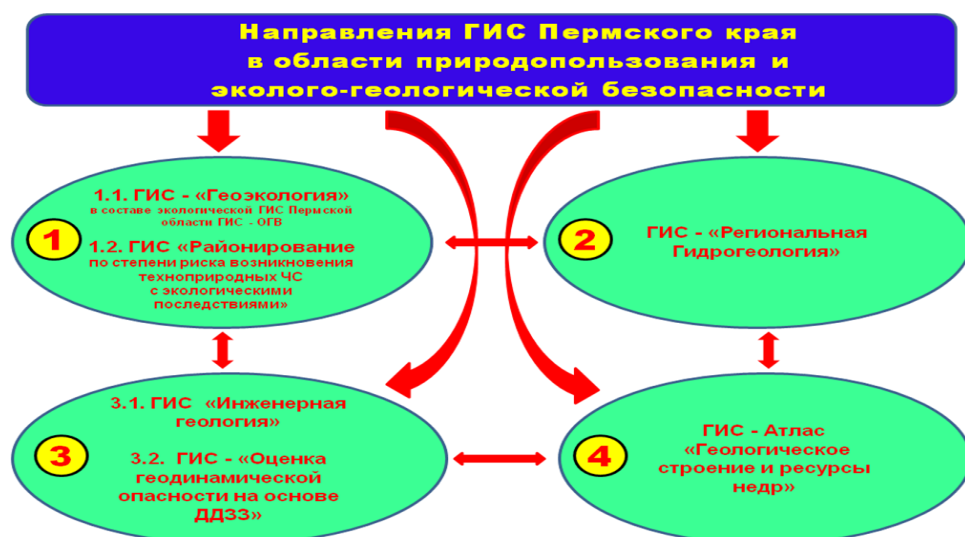 Направления ГИС Пермского края
в области природопользования и
эколого-геологической безопасности
1
1.1. ГИС - «Геоэкология»
в составе экологической ГИС Пермской
области ГИС - ОГВ
1.2. ГИС «Районирование
по степени риска возникновения
техноприродных ЧС
с экологическими
последствиями»
2
ГИС - «Региональная
Гидрогеология»
3
3.1. ГИС «Инженерная
геология»
3.2. ГИС - «Оценка
геодинамической
опасности на основе
ДДЗЗ»
4
ГИС - Атлас
«Геологическое
строение и ресурсы
недр»